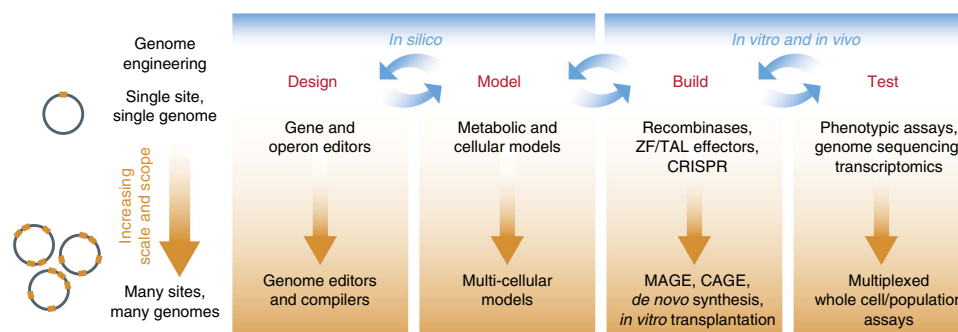 Genome
engineering
Single site,
single genome
Increasing
scale and scope
Many sites,
many genomes
In silico
In vitro and in vivo
Design
Model
Build
Test
Gene and
operon editors
Metabolic and
cellular models
Recombinases,
ZF/TAL effectors,
CRISPR
Phenotypic assays,
genome sequencing,
transcriptomics
Genome editors
and compilers
Multi-cellular
models
MAGE, CAGE,
de novo synthesis,
in vitro transplantation
Multiplexed
whole cell/population
assays